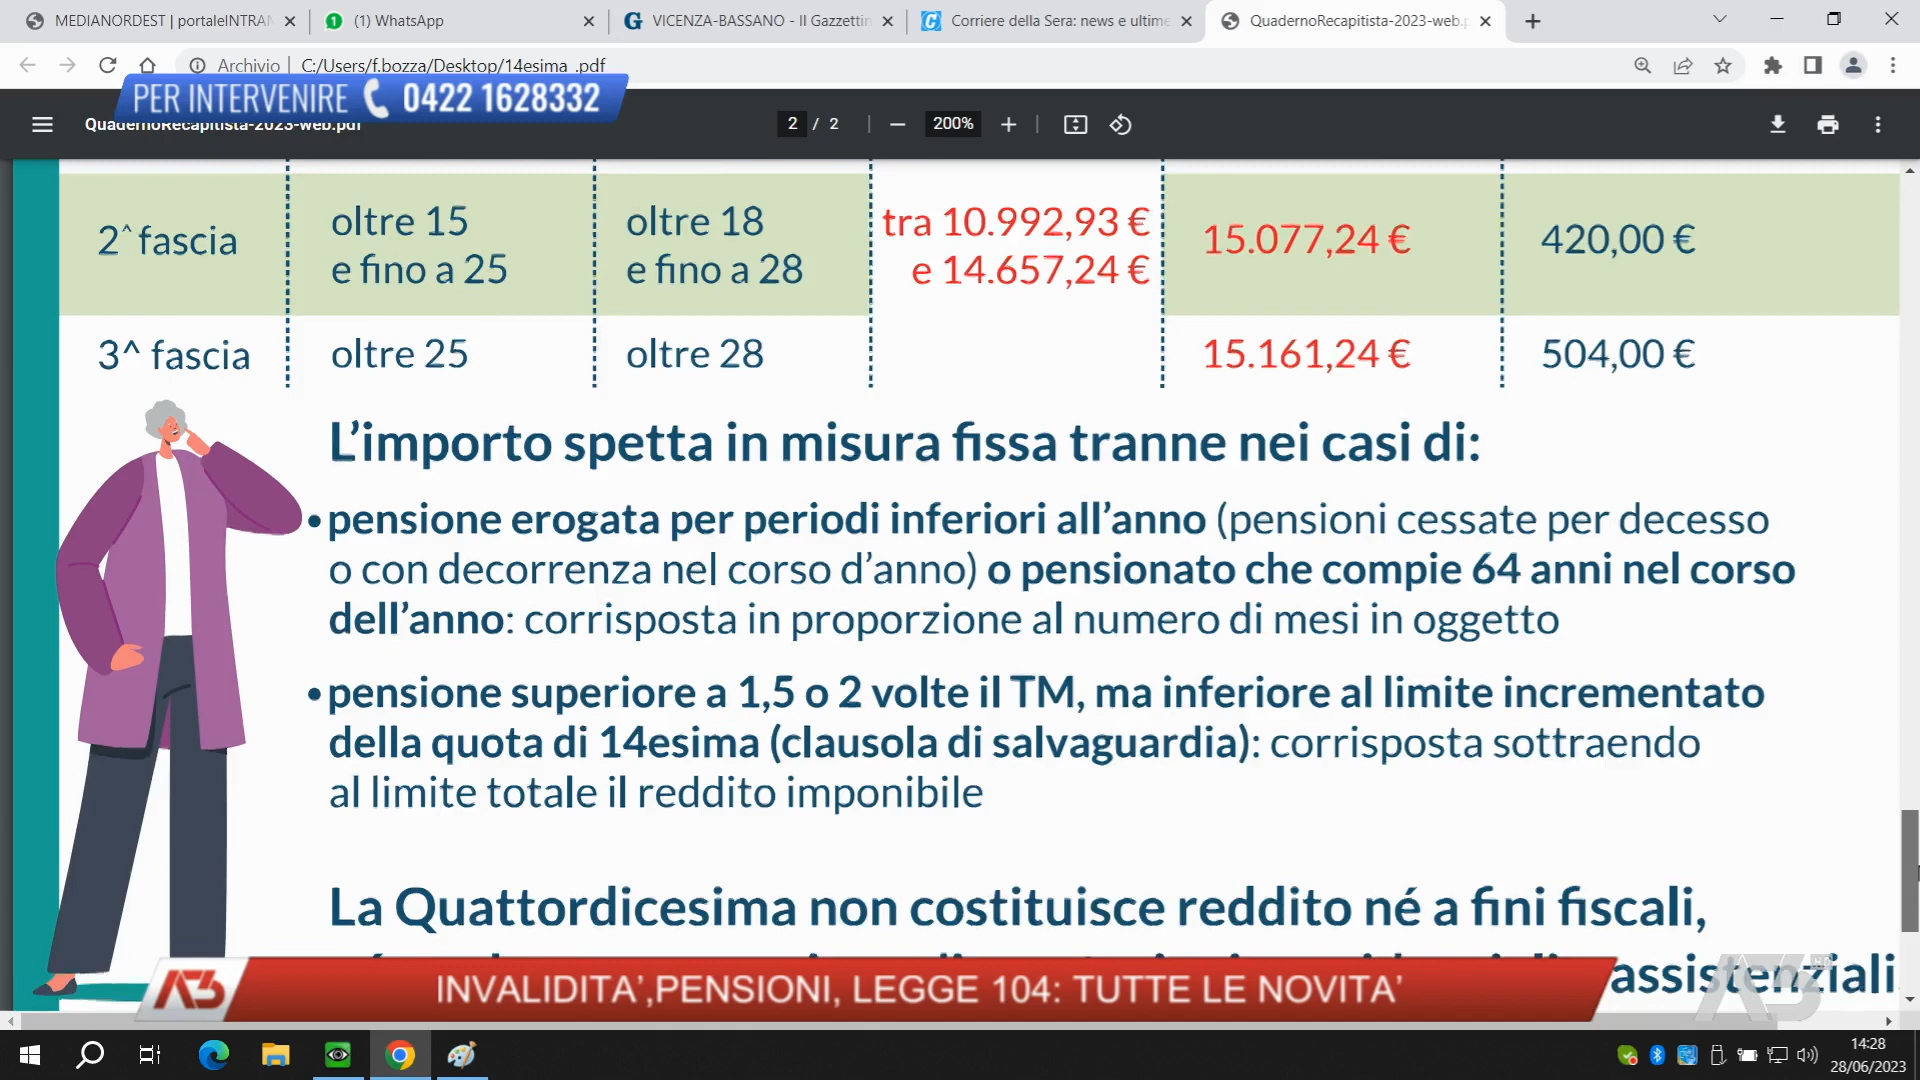 MEDIANORDEST | portaleINTRAN
(1) WhatsApp
VICENZA-BASSANO - Il Gazzettin
Corriere della Sera: news e ultime
QuadernoRecapitista-2023-web.p
Archivio | C:/Users/f.bozza/Desktop/14esima_.pdf
PER INTERVENIRE 0422 1628332
QuadernoRecapitista-2023-web.pdf
2 / 2
200%
2^ fascia
oltre 15
e fino a 25
oltre 18
e fino a 28
tra 10.992,93 €
e 14.657,24 €
15.077,24 €
420,00 €
3^ fascia
oltre 25
oltre 28
15.161,24 €
504,00 €
L'importo spetta in misura fissa tranne nei casi di:
•pensione erogata per periodi inferiori all'anno (pensioni cessate per decesso
o con decorrenza nel corso d'anno) o pensionato che compie 64 anni nel corso
dell'anno: corrisposta in proporzione al numero di mesi in oggetto
•pensione superiore a 1,5 o 2 volte il TM, ma inferiore al limite incrementato
della quota di 14esima (clausola di salvaguardia): corrisposta sottraendo
al limite totale il reddito imponibile
La Quattordicesima non costituisce reddito né a fini fiscali,
assistenziali
A3
INVALIDITA',PENSIONI, LEGGE 104: TUTTE LE NOVITA'
A3 HD
14:28
28/06/2023